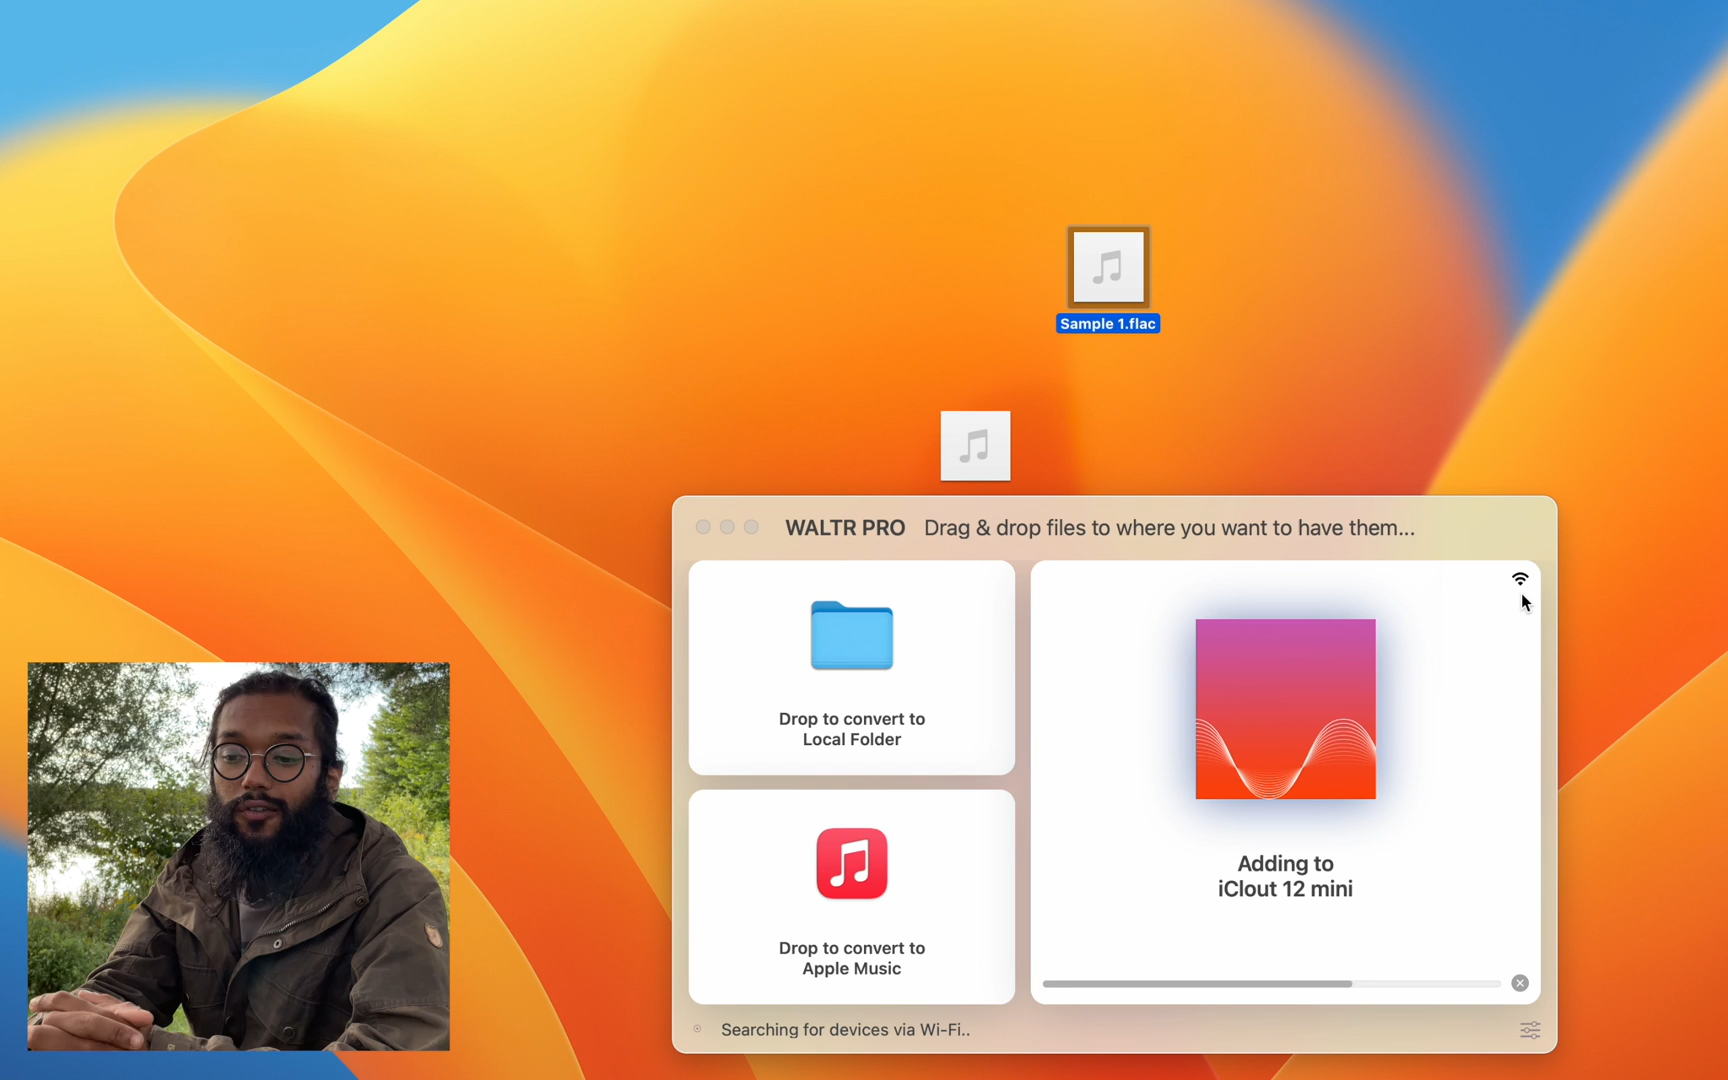 Sample 1.flac
WALTR PRO Drag & drop files to where you want to have them...
Drop to convert to
Local Folder
Adding to
iClout 12 mini
Drop to convert to
Apple Music
Searching for devices via Wi-Fi..